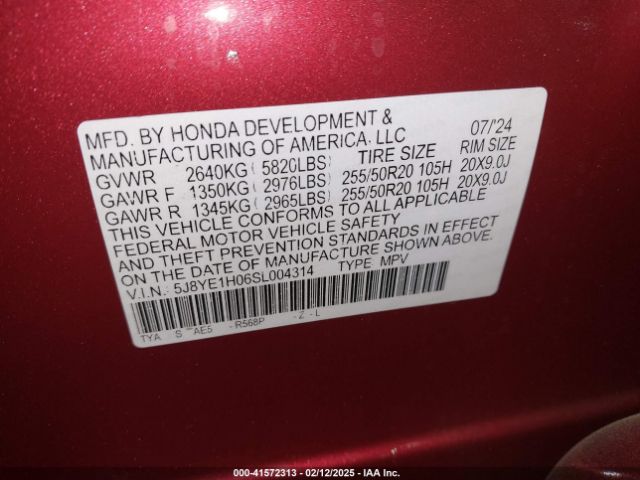 MFD. BY HONDA DEVELOPMENT & 07/'24
MANUFACTURING OF AMERICA, LLC
TIRE SIZE RIM SIZE
GVWR 2640KG( 5820LBS)
GAWR F 1350KG( 2976LBS) 255/50R20 105H 20X9.0J
GAWR R 1345KG( 2965LBS) 255/50R20 105H 20X9.0J
THIS VEHICLE CONFORMS TO ALL APPLICABLE
FEDERAL MOTOR VEHICLE SAFETY
AND THEFT PREVENTION STANDARDS IN EFFECT
ON THE DATE OF MANUFACTURE SHOWN ABOVE.
V.I.N.: 5J8YE1H06SL004314 TYPE MPV
TYA S AE5 -R568P -Z-L
000-41572313 - 02/12/2025 - IAA Inc.